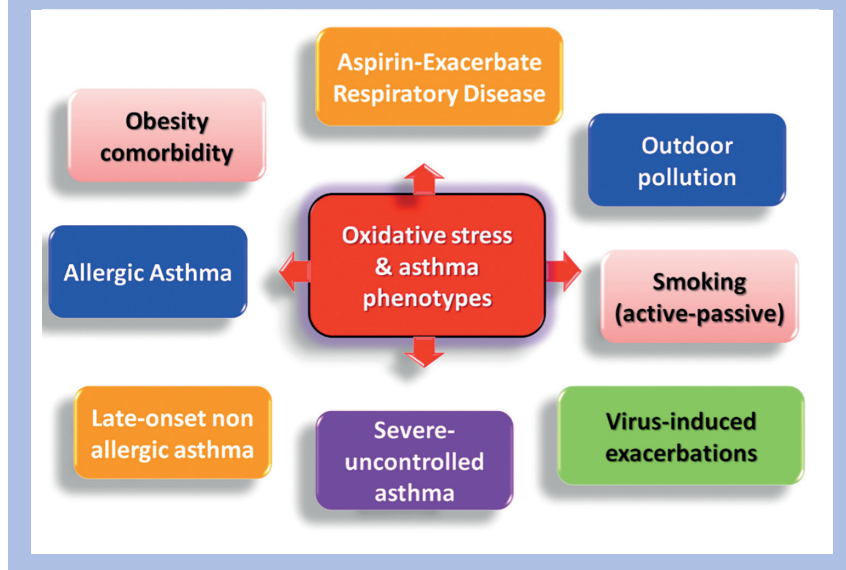 Aspirin-Exacerbate
Respiratory Disease
Obesity
comorbidity
Outdoor
pollution
Oxidative stress
& asthma
phenotypes
Allergic Asthma
Smoking
(active-passive)
Late-onset non
allergic asthma
Severe-
uncontrolled
asthma
Virus-induced
exacerbations